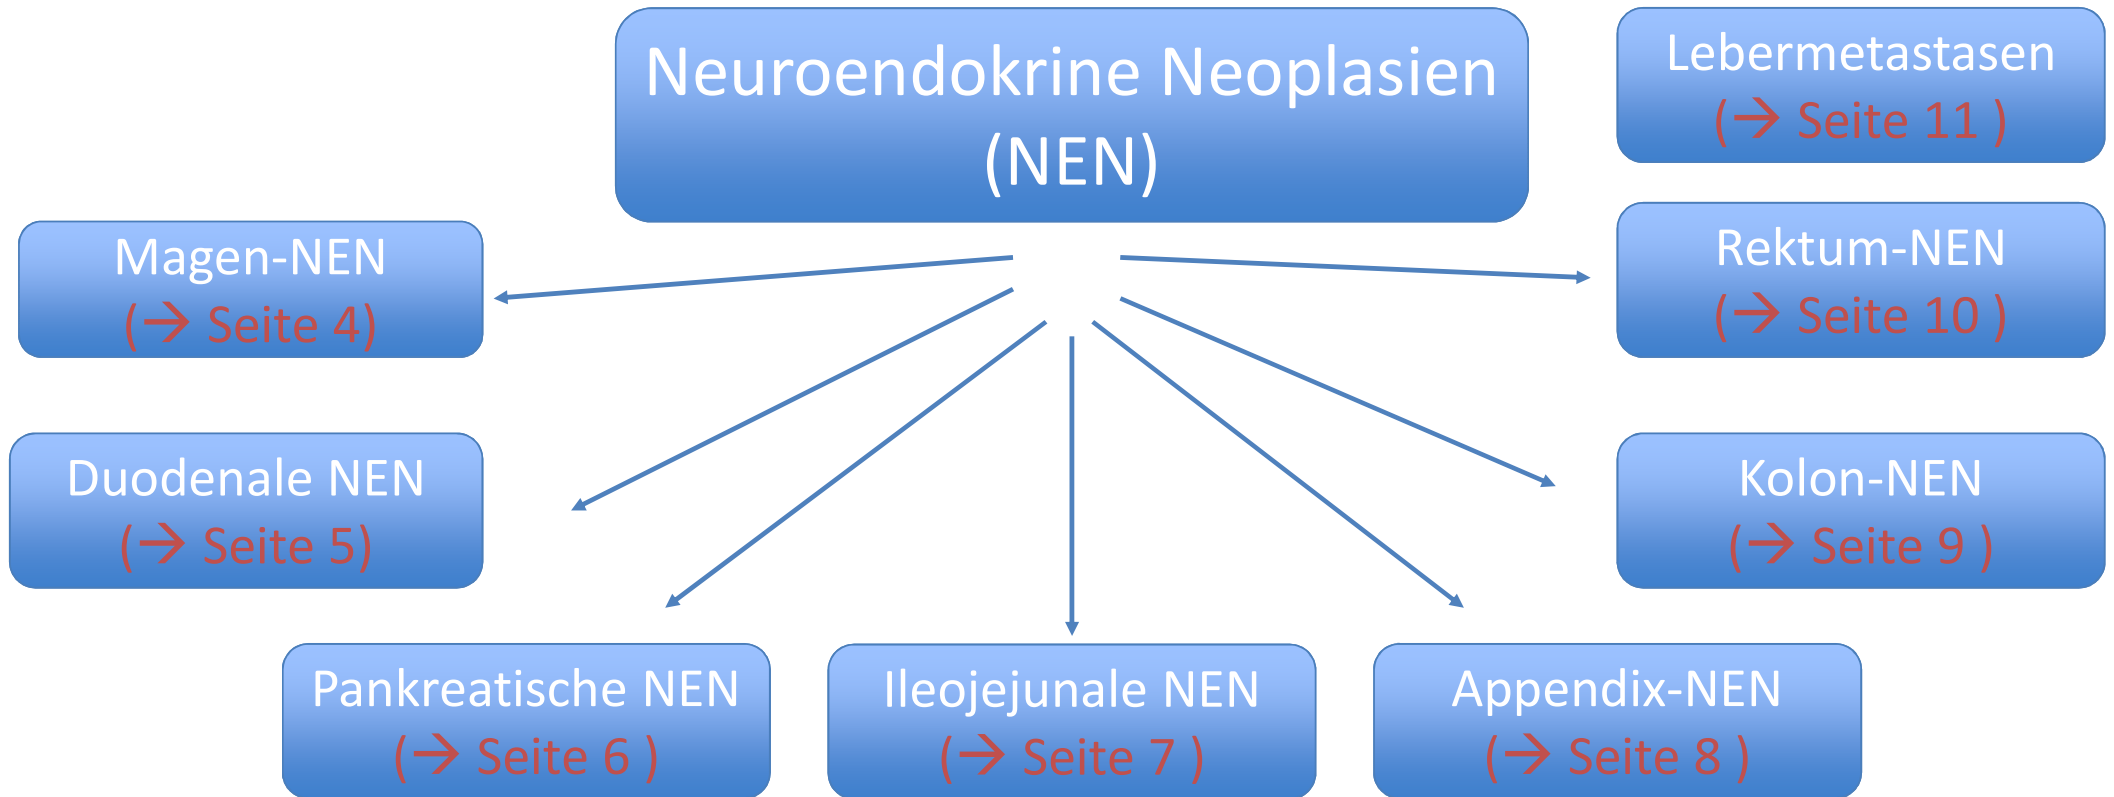 Neuroendokrine Neoplasien
(NEN)
Lebermetastasen
(→ Seite 11 )
Magen-NEN
(→ Seite 4)
Rektum-NEN
(→ Seite 10 )
Duodenale NEN
(→ Seite 5)
Kolon-NEN
(→ Seite 9 )
Pankreatische NEN
(→ Seite 6 )
Ileojejunale NEN
(→ Seite 7 )
Appendix-NEN
(→ Seite 8 )